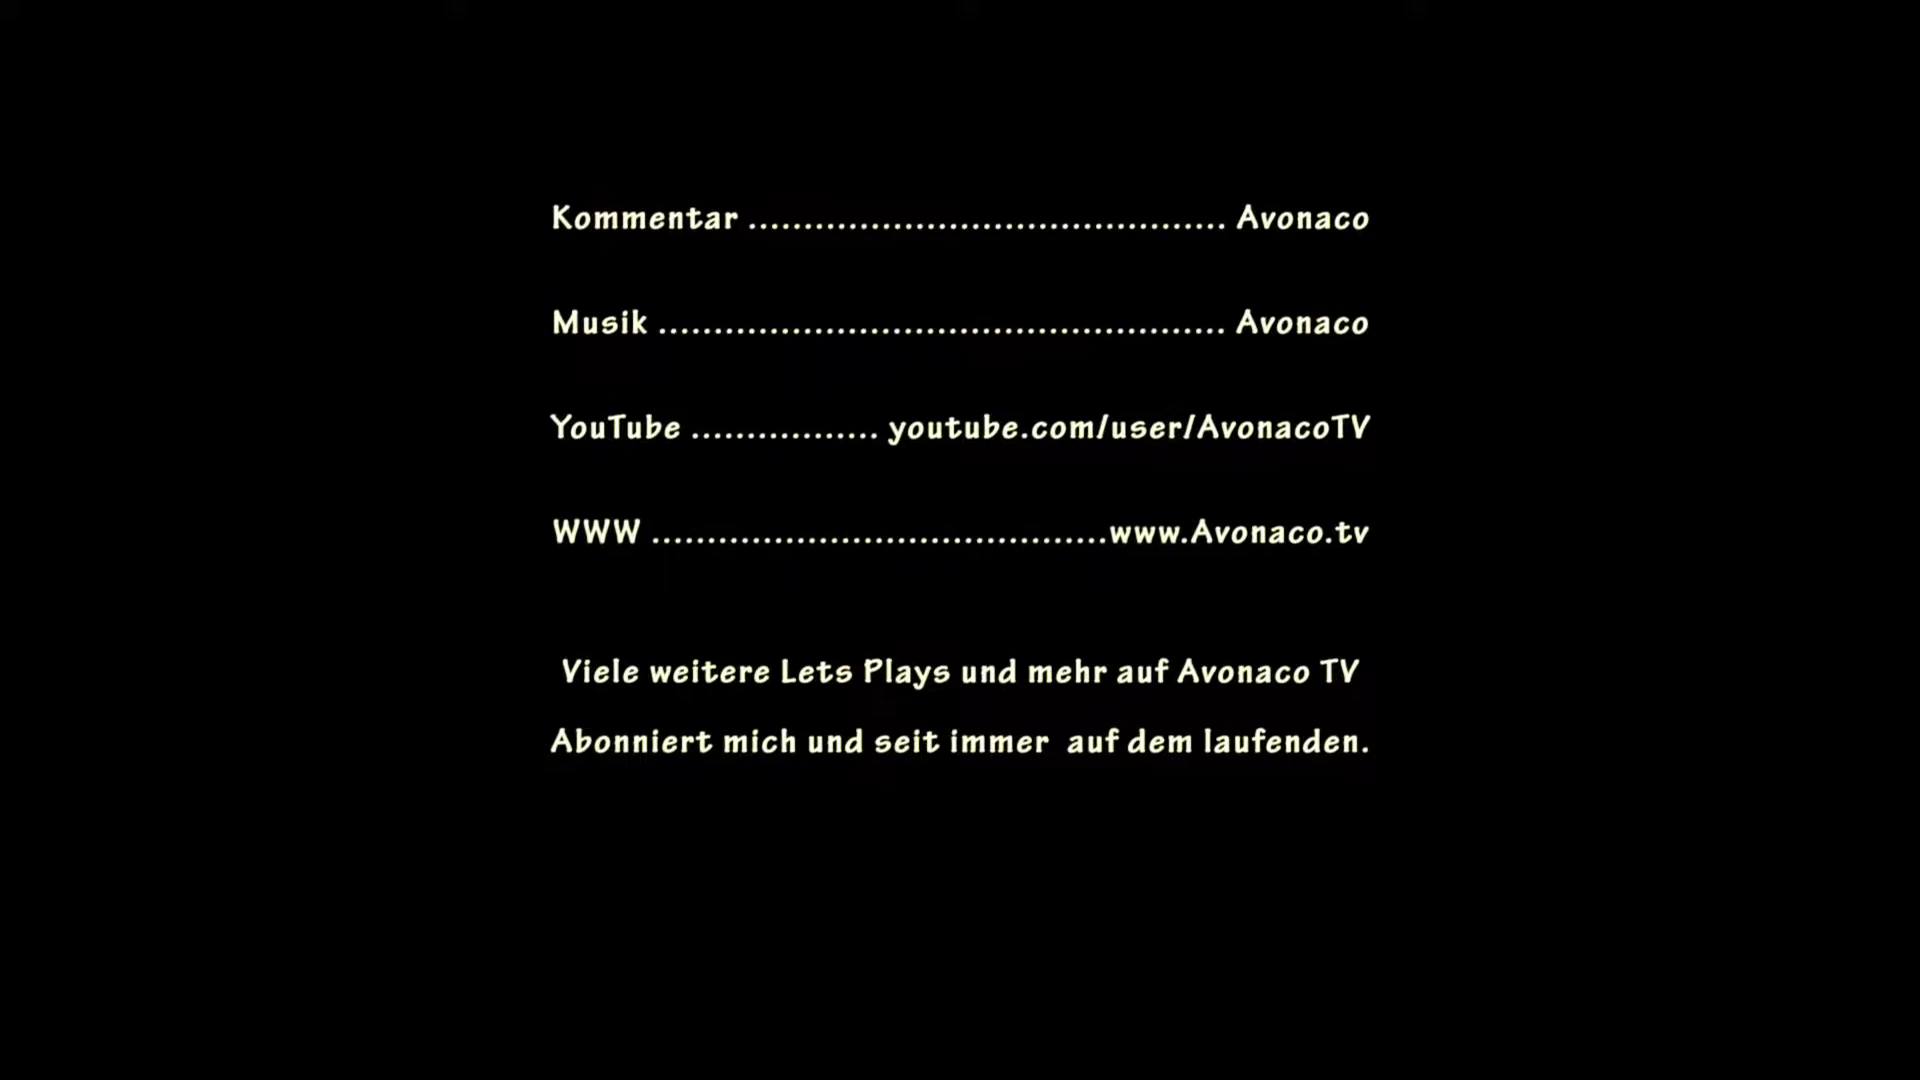 Kommentar ........................................... Avonaco
Musik ................................................... Avonaco
YouTube ................. youtube.com/user/AvonacoTV
WWW .........................................www.Avonaco.tv
Viele weitere Lets Plays und mehr auf Avonaco TV
Abonniert mich und seit immer  auf dem laufenden.